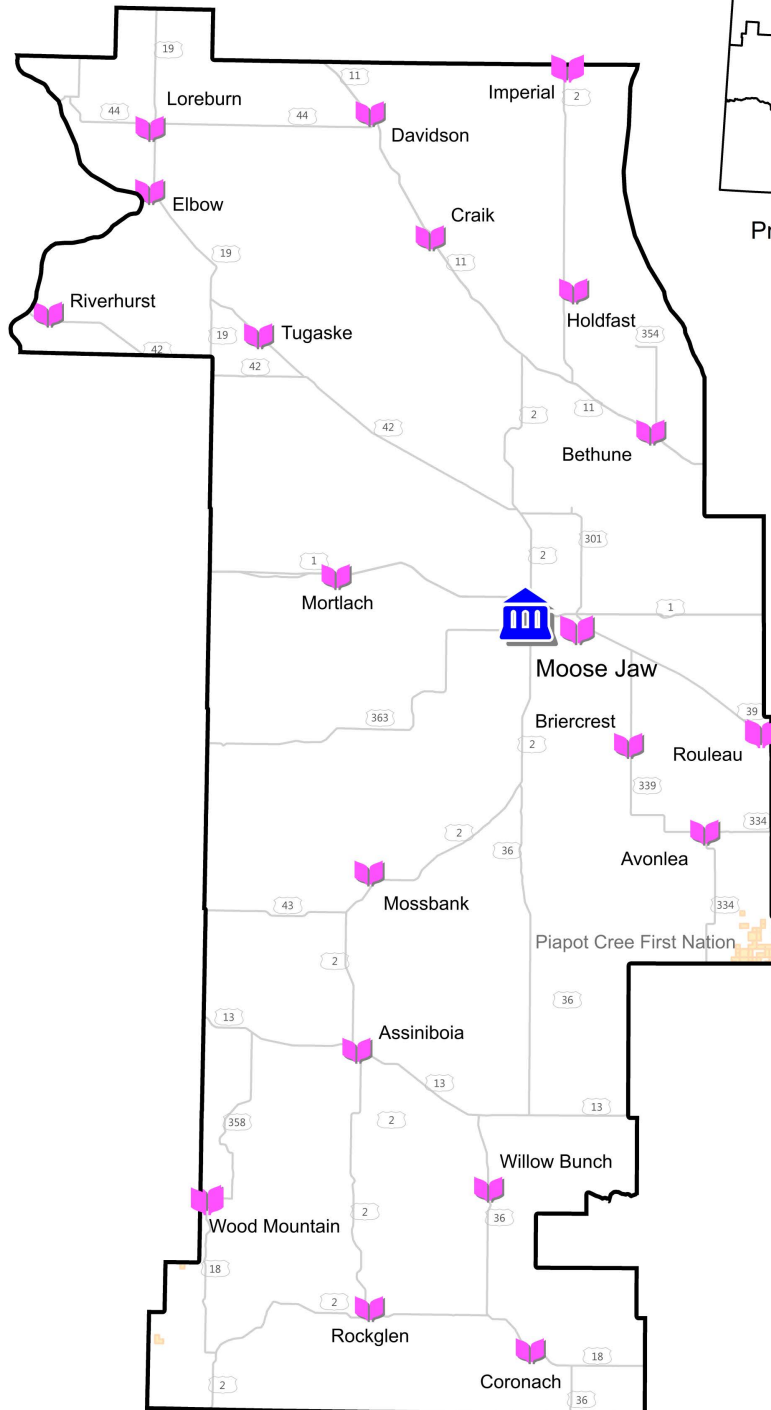 19
11
Imperial
2
Loreburn
44
44
Davidson
Elbow
Craik
Pr
19
11
Riverhurst
Holdfast
Tugaske
19
354
42
42
11
2
42
Bethune
301
2
1
Mortlach
1
Moose Jaw
363
Briercrest
39
2
Rouleau
339
334
2
36
Avonlea
Mossbank
43
334
Piapot Cree First Nation
2
36
13
Assiniboia
13
13
2
358
Willow Bunch
2
36
Wood Mountain
18
2
Rockglen
18
Coronach
2
36